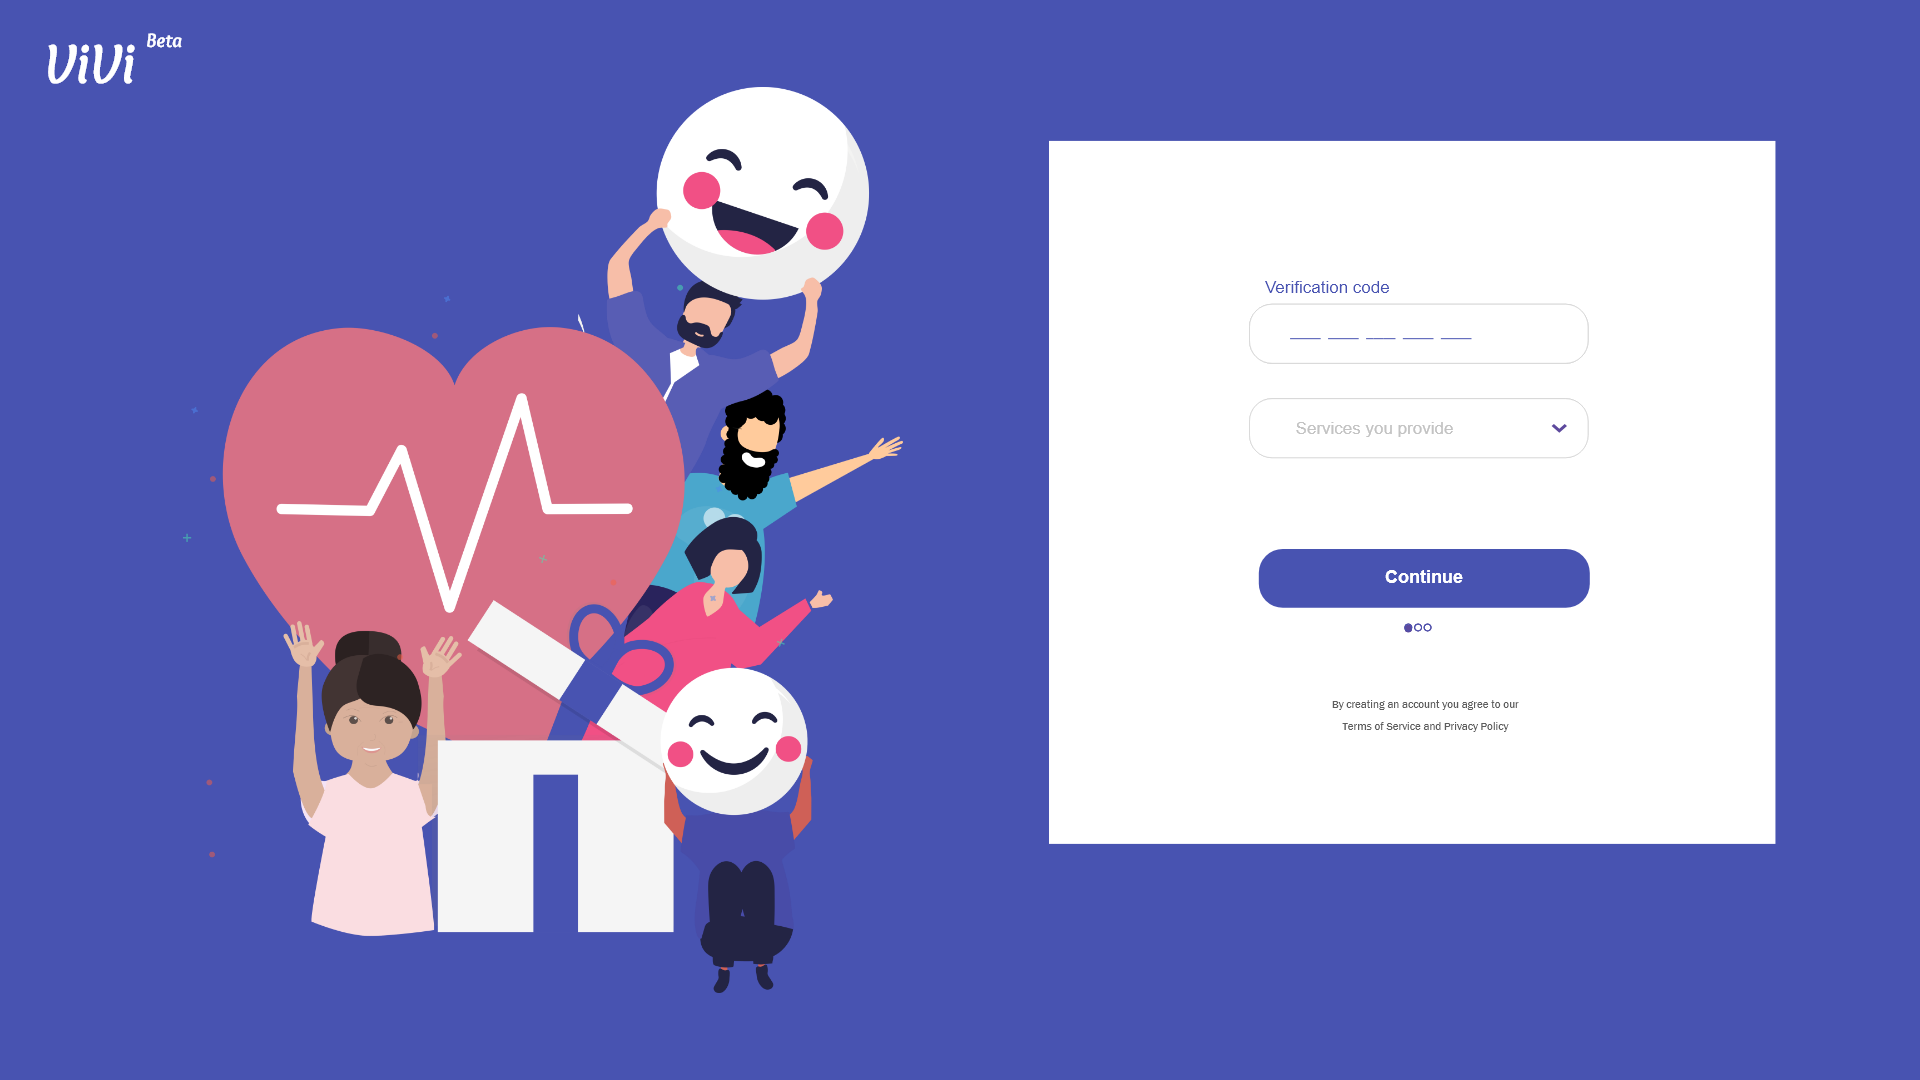 ViVi Beta
Verification code
Services you provide
Continue
By creating an account you agree to our
Terms of Service and Privacy Policy